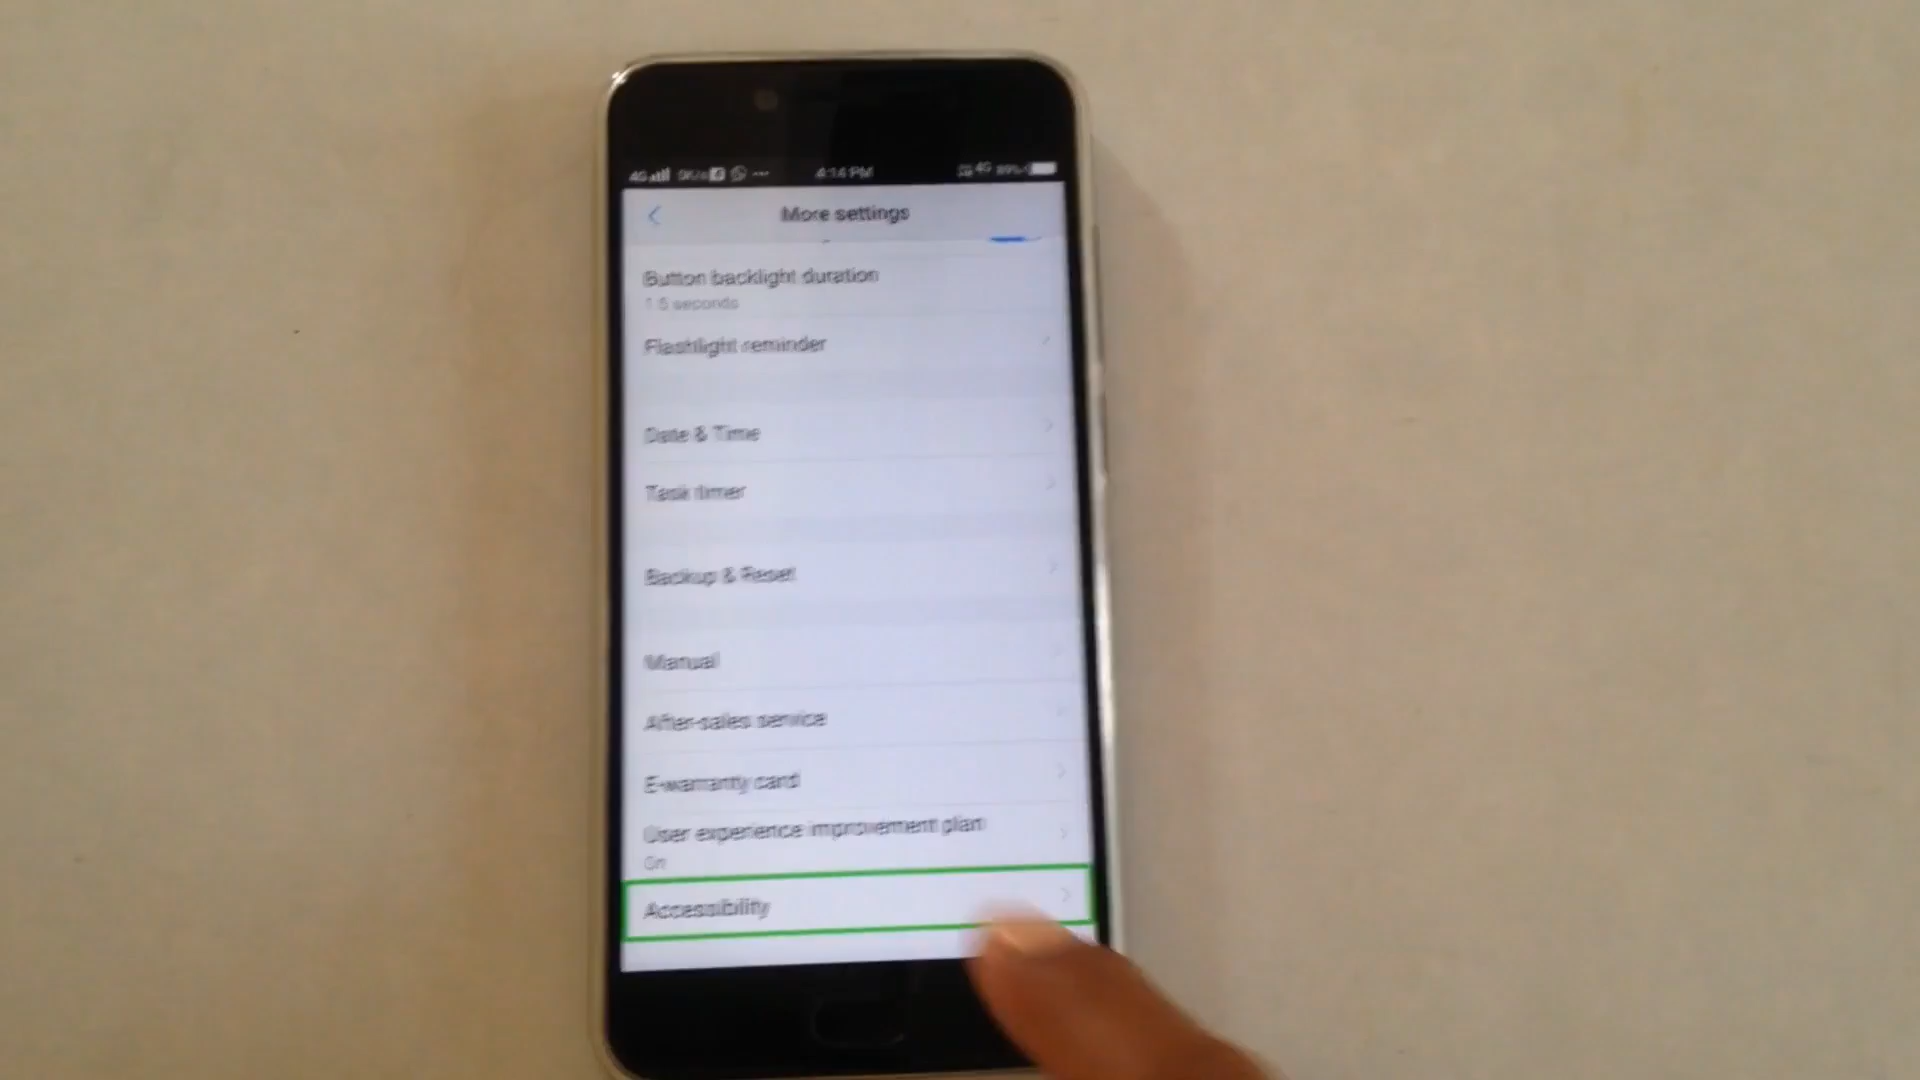 4:14 PM
4G
More settings
Button backlight duration
1.5 seconds
Flashlight reminder
Date & Time
Task timer
Backup & Reset
Manual
After-sales service
E-warranty card
User experience improvement plan
On
Accessibility